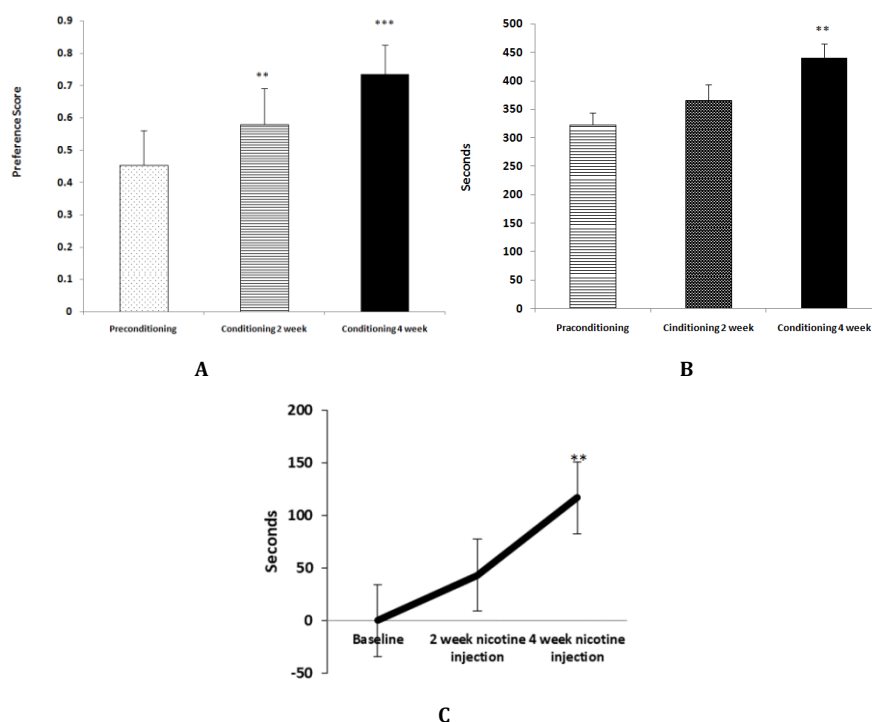 0.9
0.8
0.7
0.6
0.5
0.4
0.3
0.2
0.1
0
Preference Score
**
***
Preconditioning
Conditioning 2 week
Conditioning 4 week
A
500
450
400
350
300
250
200
150
100
50
0
Seconds
**
Praconditioning
Cinditioning 2 week
Conditioning 4 week
B
200
150
100
50
0
-50
Seconds
**
Baseline
2 week nicotine
injection
4 week nicotine
injection
C